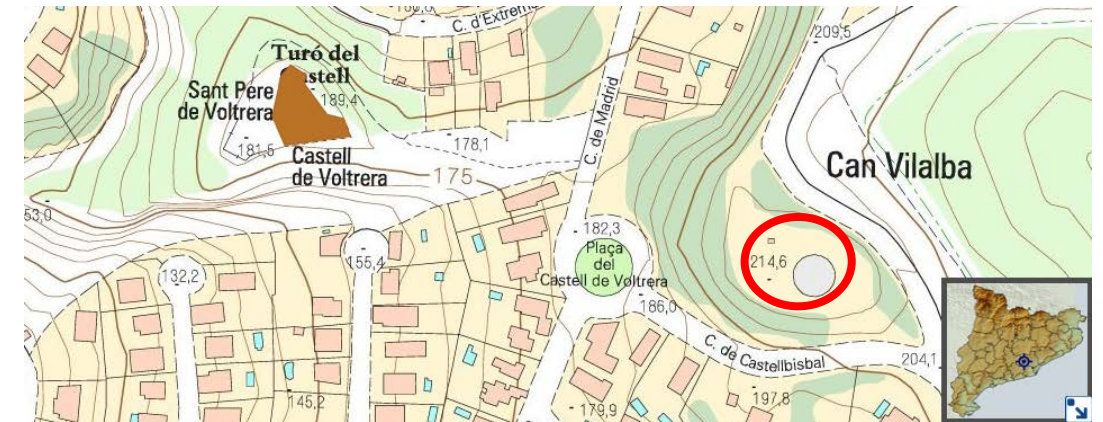 C. d'Extrem
209,5
Turó del
stell
189,4
Sant Pere
de Voltrera
181,5
178,1
Castell
de Voltrera
175
C. de Madrid
Can Vilalba
53,0
182,3
Plaça
del
Castell de Voltrera
214,6
155,4
132,2
186,0
C. de Castellbisbal
204,1
145,2
179,9
197,8